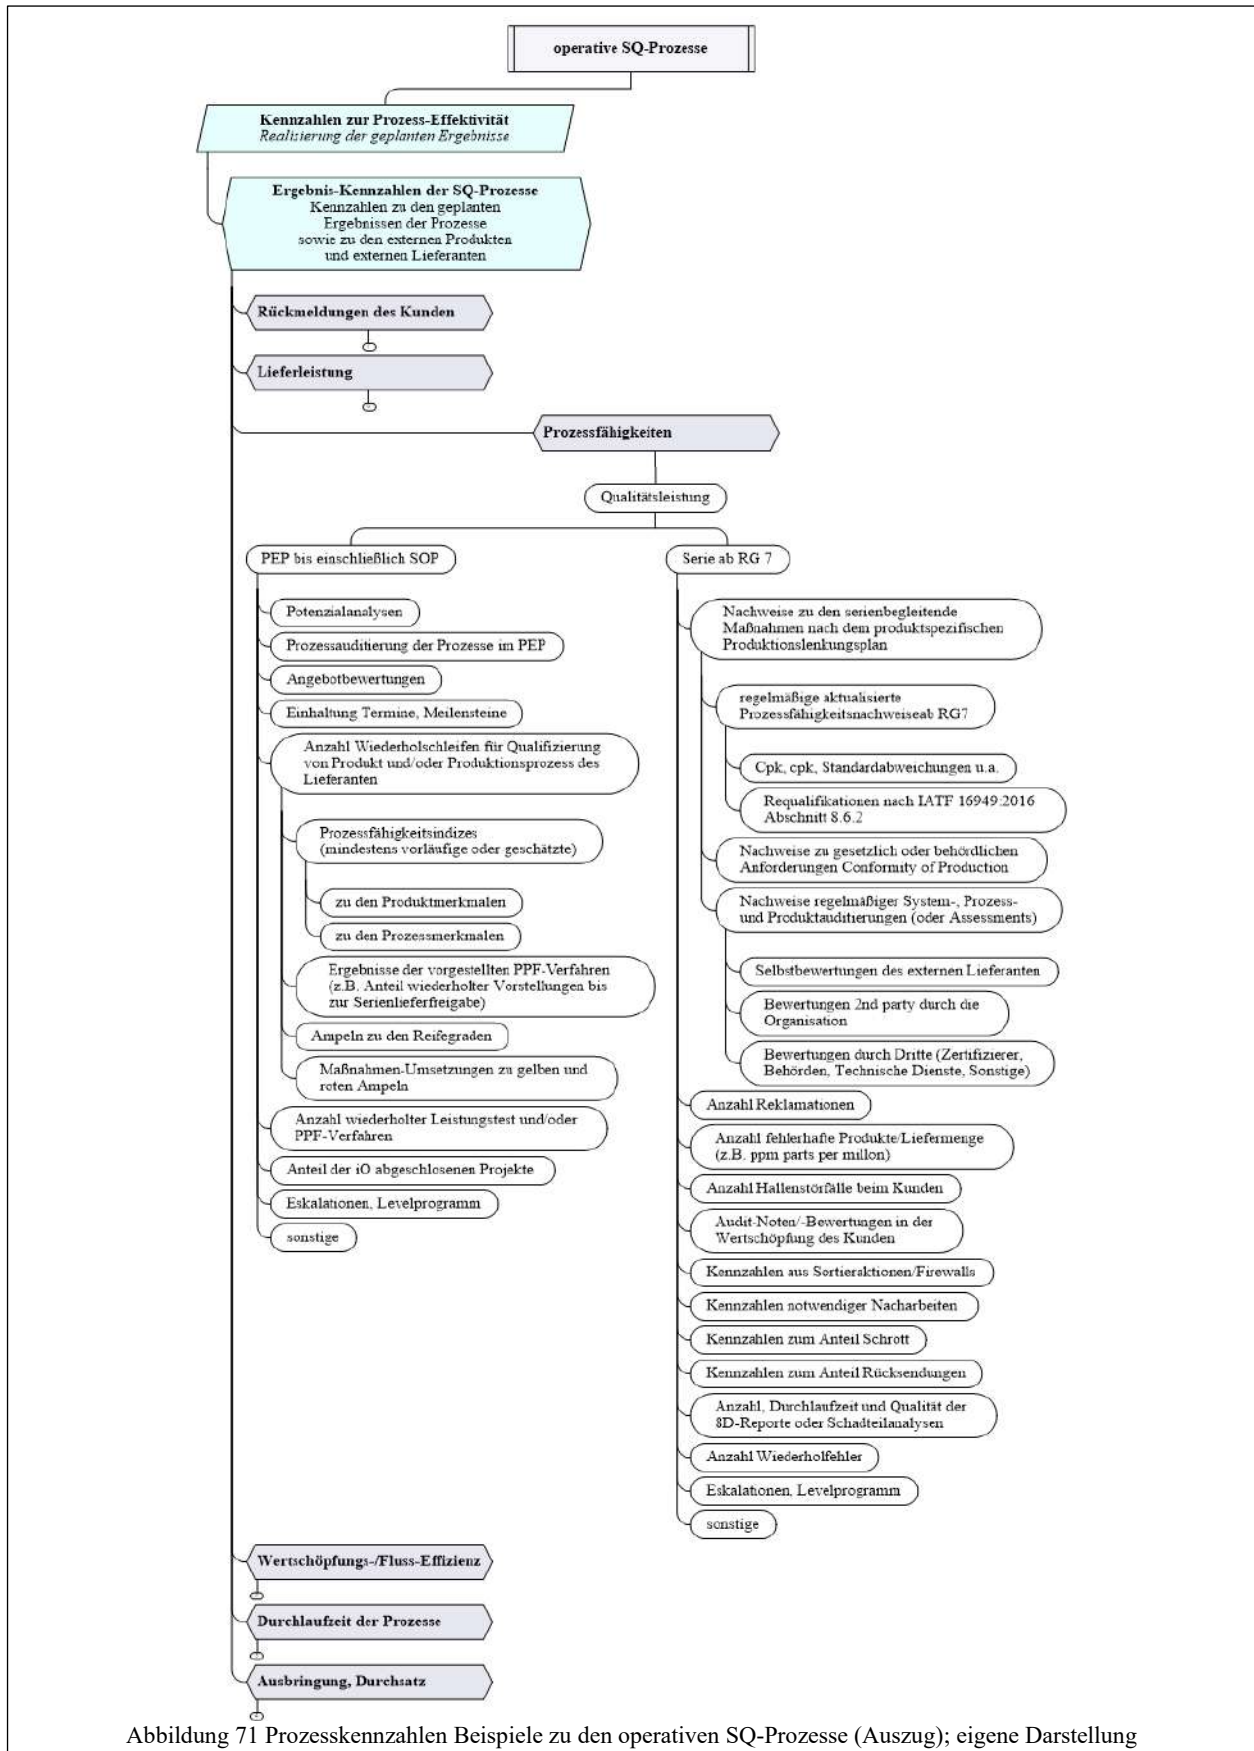 operative SQ-Prozesse
Kennzahlen zur Prozess-Effektivität
Realisierung der geplanten Ergebnisse
Ergebnis-Kennzahlen der SQ-Prozesse
Kennzahlen zu den geplanten
Ergebnissen der Prozesse
sowie zu den externen Produkten
und externen Lieferanten
Rückmeldungen des Kunden
Lieferleistung
Prozessfähigkeiten
Qualitätsleistung
PEP bis einschließlich SOP
Potenzialanalysen
Prozessauditierung der Prozesse im PEP
Angebotbewertungen
Einhaltung Termine, Meilensteine
Anzahl Wiederholschleifen für Qualifizierung
von Produkt und/oder Produktionsprozess des
Lieferanten
Prozessfähigkeitsindizes
(mindestens vorläufige oder geschätzte)
zu den Produktmerkmalen
zu den Prozessmerkmalen
Ergebnisse der vorgestellten PPF-Verfahren
(z.B. Anteil wiederholter Vorstellungen bis
zur Serienlieferfreigabe)
Ampeln zu den Reifegraden
Maßnahmen-Umsetzungen zu gelben und
roten Ampeln
Anzahl wiederholter Leistungstest und/oder
PPF-Verfahren
Anteil der iO abgeschlosenen Projekte
Eskalationen, Levelprogramm
sonstige
Serie ab RG 7
Nachweise zu den serienbegleitende
Maßnahmen nach dem produktspezifischen
Produktionslenkungsplan
regelmäßige aktualisierte
Prozessfähigkeitsnachweiseab RG7
Cpk, cpk, Standardabweichungen u.a.
Requalifikationen nach IATF 16949:2016
Abschnitt 8.6.2
Nachweise zu gesetzlich oder behördlichen
Anforderungen Conformity of Production
Nachweise regelmäßiger System-, Prozess-
und Produktauditierungen (oder Assessments)
Selbstbewertungen des externen Lieferanten
Bewertungen 2nd party durch die
Organisation
Bewertungen durch Dritte (Zertifizierer,
Behörden, Technische Dienste, Sonstige)
Anzahl Reklamationen
Anzahl fehlerhafte Produkte/Liefermenge
(z.B. ppm parts per millon)
Anzahl Hallenstörfälle beim Kunden
Audit-Noten/-Bewertungen in der
Wertschöpfung des Kunden
Kennzahlen aus Sortieraktionen/Firewalls
Kennzahlen notwendiger Nacharbeiten
Kennzahlen zum Anteil Schrott
Kennzahlen zum Anteil Rücksendungen
Anzahl, Durchlaufzeit und Qualität der
8D-Reporte oder Schadteilanalysen
Anzahl Wiederholfehler
Eskalationen, Levelprogramm
sonstige
Wertschöpfungs-/Fluss-Effizienz
Durchlaufzeit der Prozesse
Ausbringung, Durchsatz
Abbildung 71 Prozesskennzahlen Beispiele zu den operativen SQ-Prozesse (Auszug); eigene Darstellung